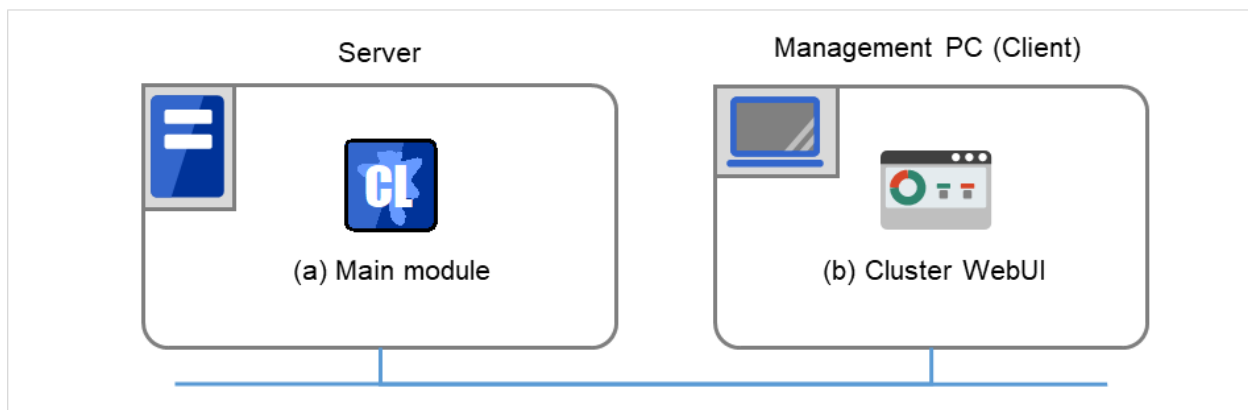 Server
Management PC (Client)
CL
(a) Main module
(b) Cluster WebUI